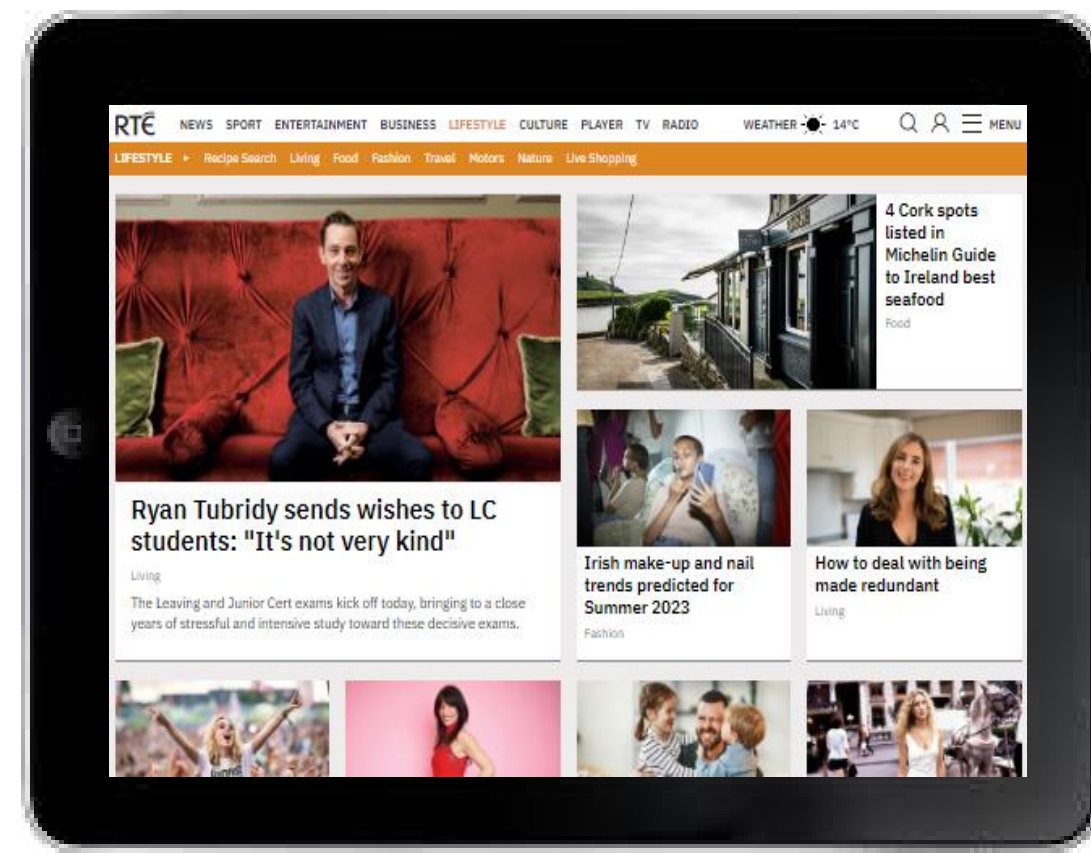 RTÉ NEWS SPORT ENTERTAINMENT BUSINESS LIFESTYLE CULTURE PLAYER TV RADIO WEATHER 14°C MENU
LIFESTYLE Recipe Search Living Food Fashion Travel Motors Nature Live Shopping
4 Cork spots
listed in
Michelin Guide
to Ireland best
seafood
Food
Ryan Tubridy sends wishes to LC
students: "It's not very kind"
Living
The Leaving and Junior Cert exams kick off today, bringing to a close
years of stressful and intensive study toward these decisive exams.
Irish make-up and nail
trends predicted for
Summer 2023
Fashion
How to deal with being
made redundant
Living